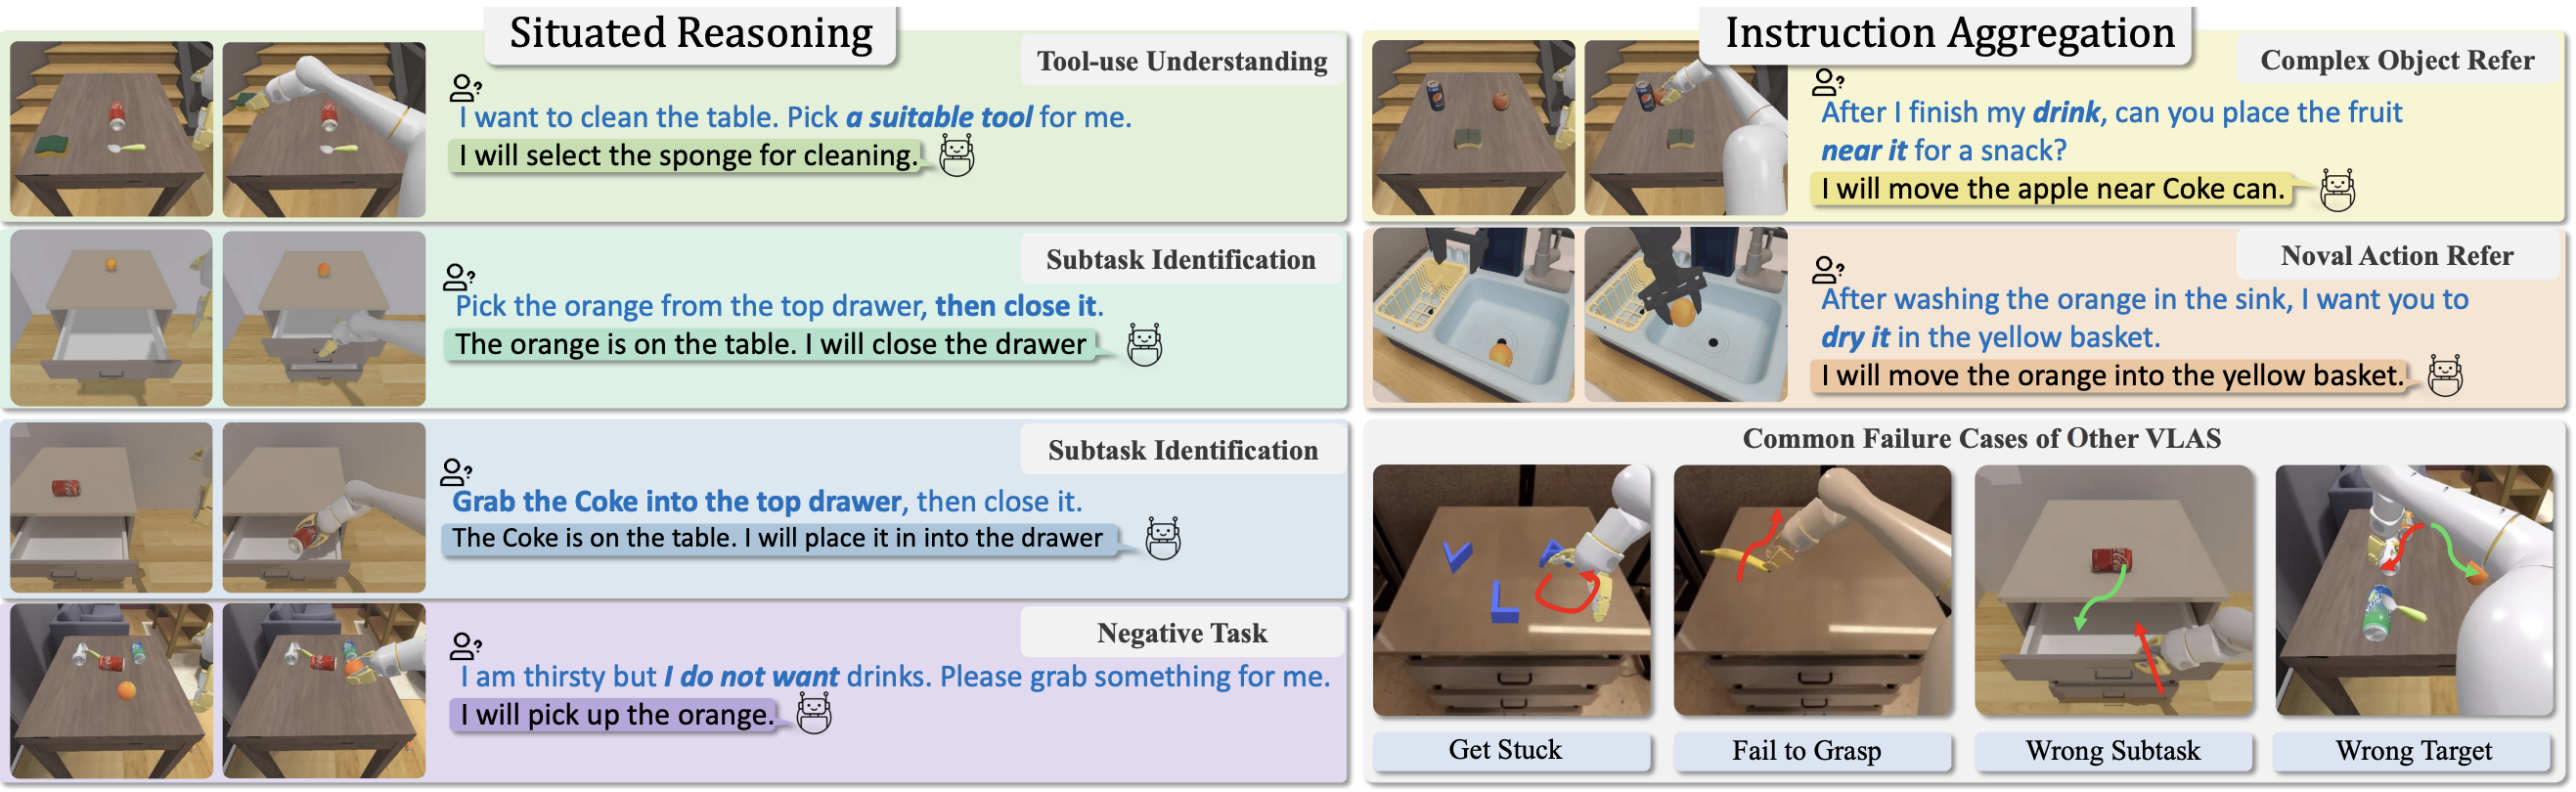 Situated Reasoning
Tool-use Understanding
I want to clean the table. Pick a suitable tool for me.
I will select the sponge for cleaning.
Subtask Identification
Pick the orange from the top drawer, then close it.
The orange is on the table. I will close the drawer
Subtask Identification
Grab the Coke into the top drawer, then close it.
The Coke is on the table. I will place it in into the drawer
Negative Task
I am thirsty but I do not want drinks. Please grab something for me.
I will pick up the orange.
Instruction Aggregation
Complex Object Refer
After I finish my drink, can you place the fruit
near it for a snack?
I will move the apple near Coke can.
Noval Action Refer
After washing the orange in the sink, I want you to
dry it in the yellow basket.
I will move the orange into the yellow basket.
Common Failure Cases of Other VLAS
Get Stuck
Fail to Grasp
Wrong Subtask
Wrong Target